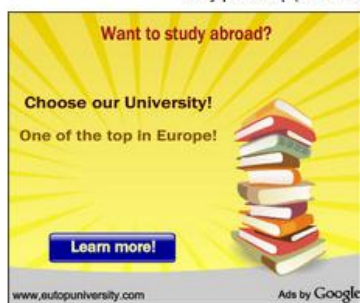 Want to study abroad?
Choose our University!
One of the top in Europe!
Learn more!
www.eutopuniversity.com
Ads by Google